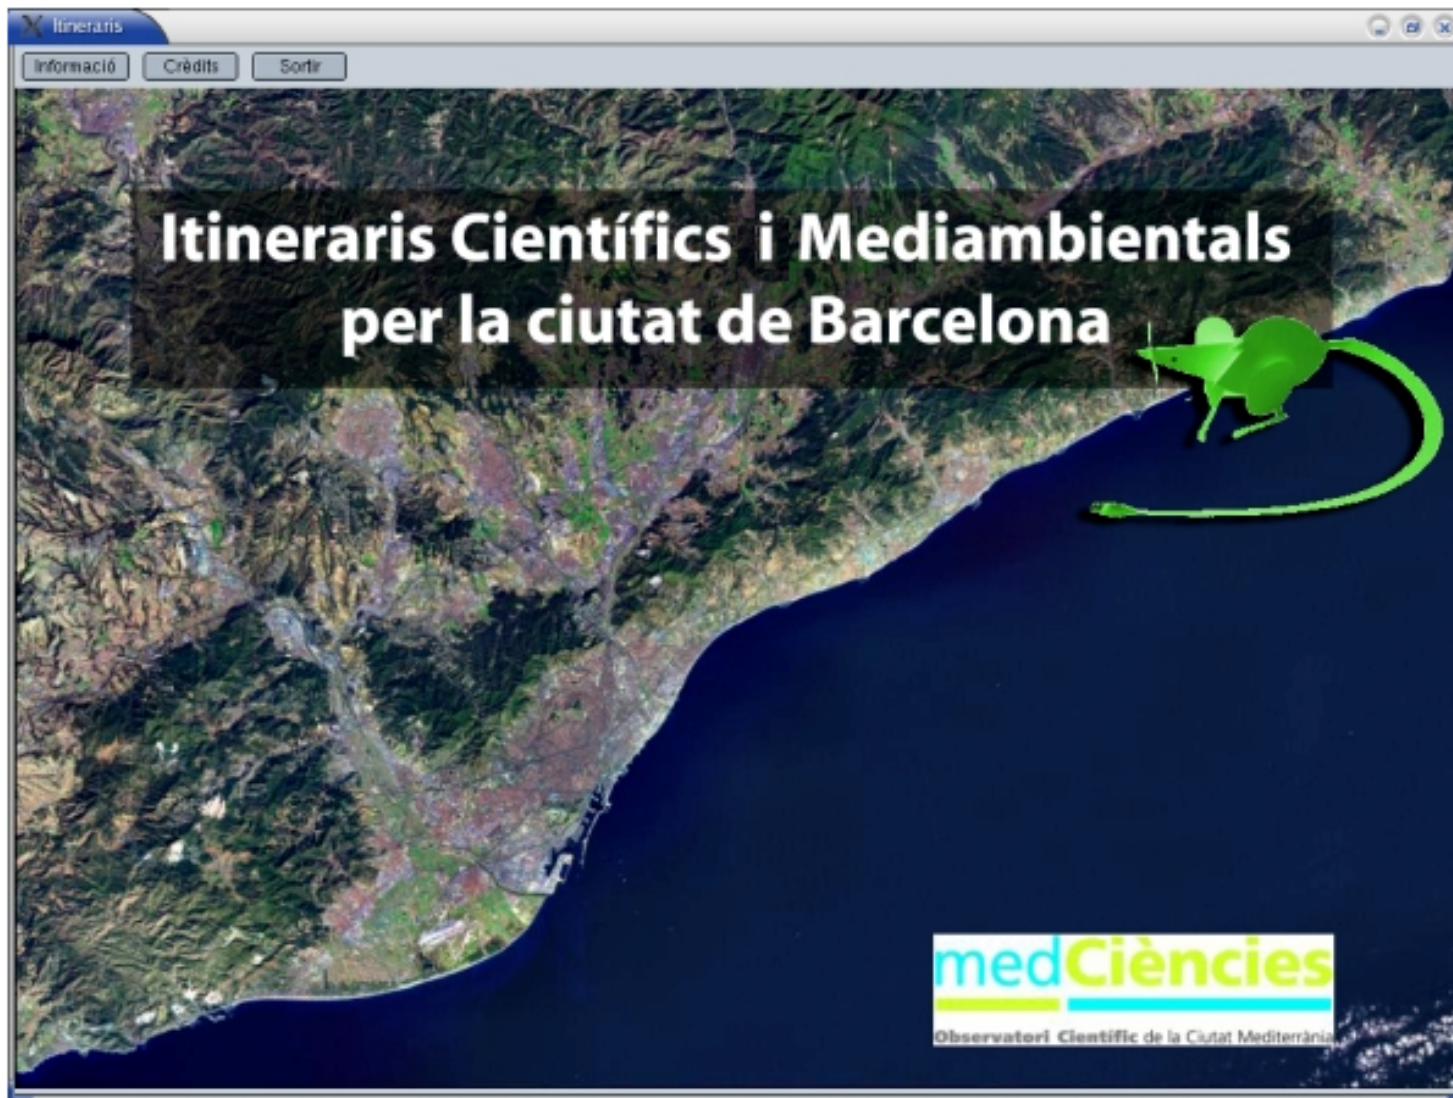 Itineraris
Informació Crèdits Sortir
Itineraris Científics i Mediambientals
per la ciutat de Barcelona
medCiències
Observatori Científic de la Ciutat Mediterrània